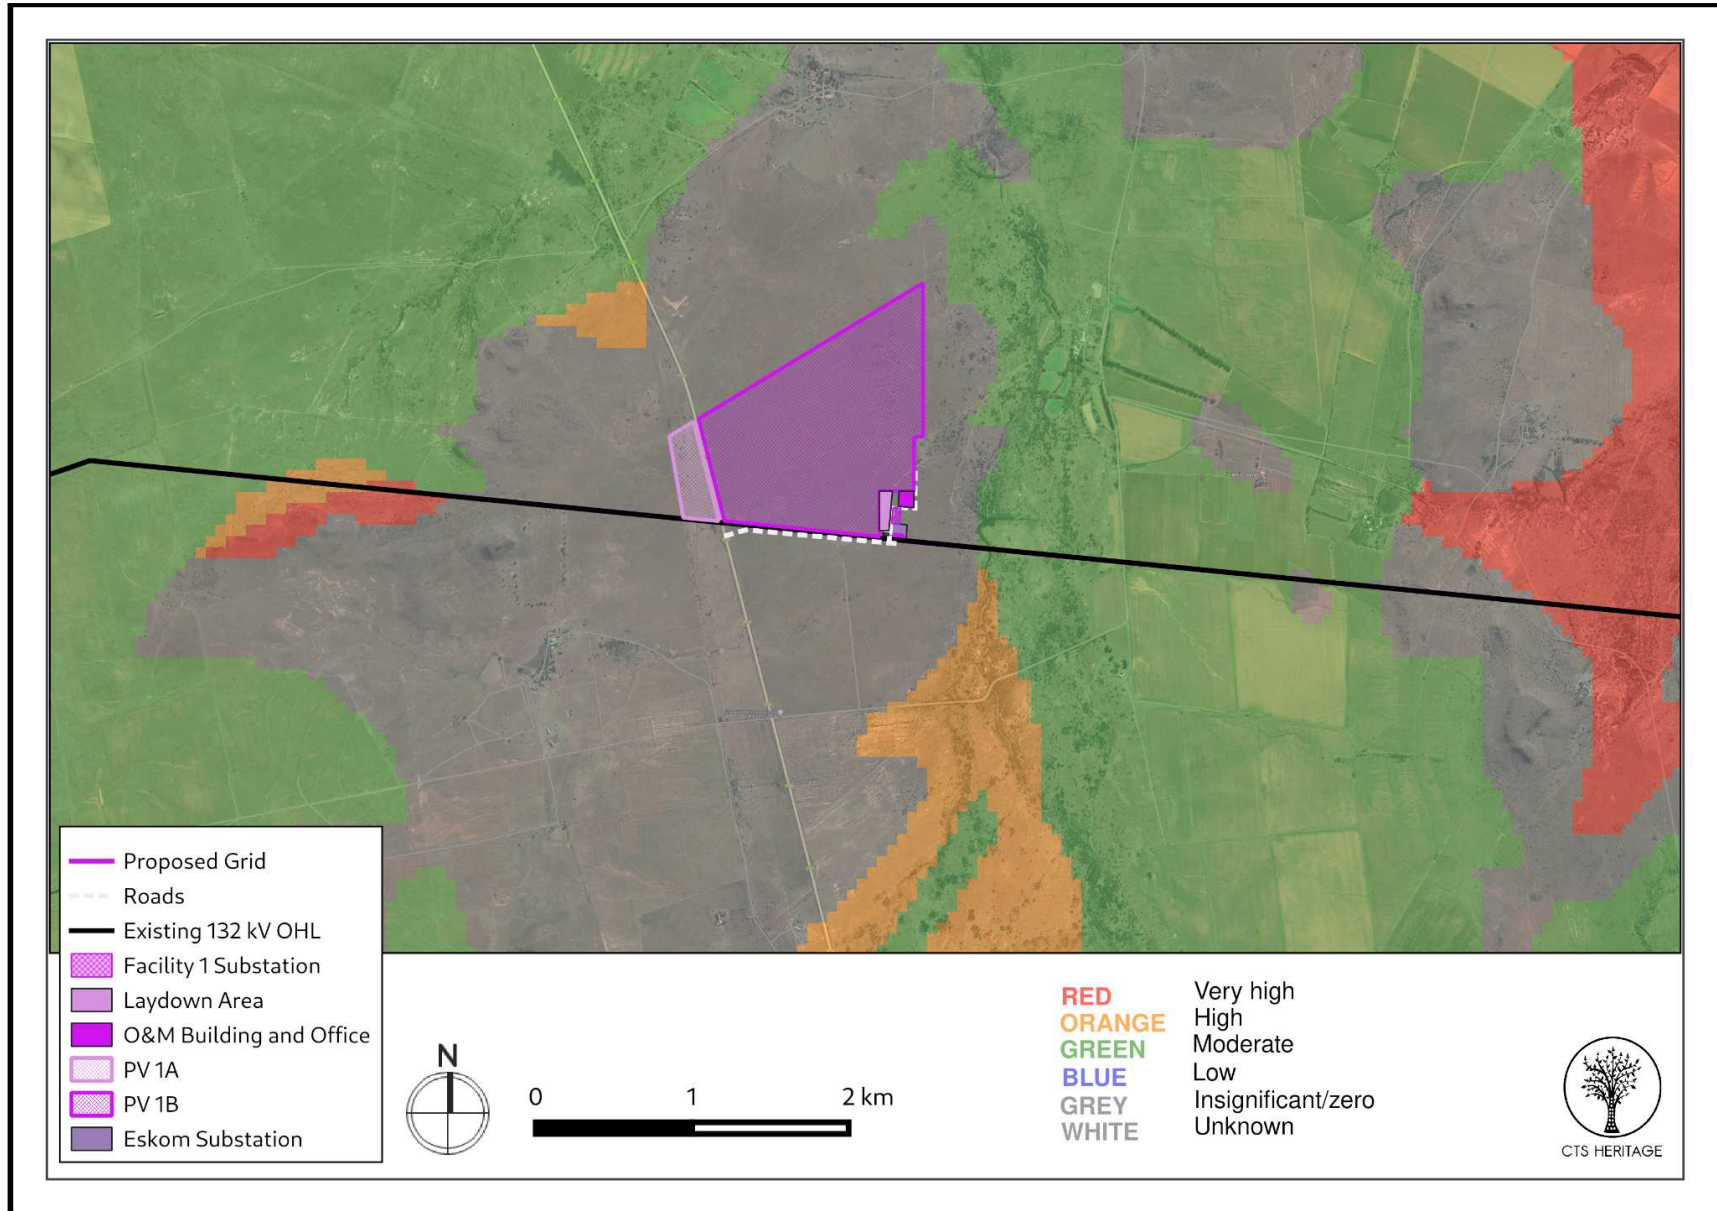 Proposed Grid
Roads
Existing 132 kV OHL
Facility 1 Substation
Laydown Area
O&M Building and Office
PV 1A
PV 1B
Eskom Substation
N
0 1 2 km
RED Very high
ORANGE High
GREEN Moderate
BLUE Low
GREY Insignificant/zero
WHITE Unknown
CTS HERITAGE